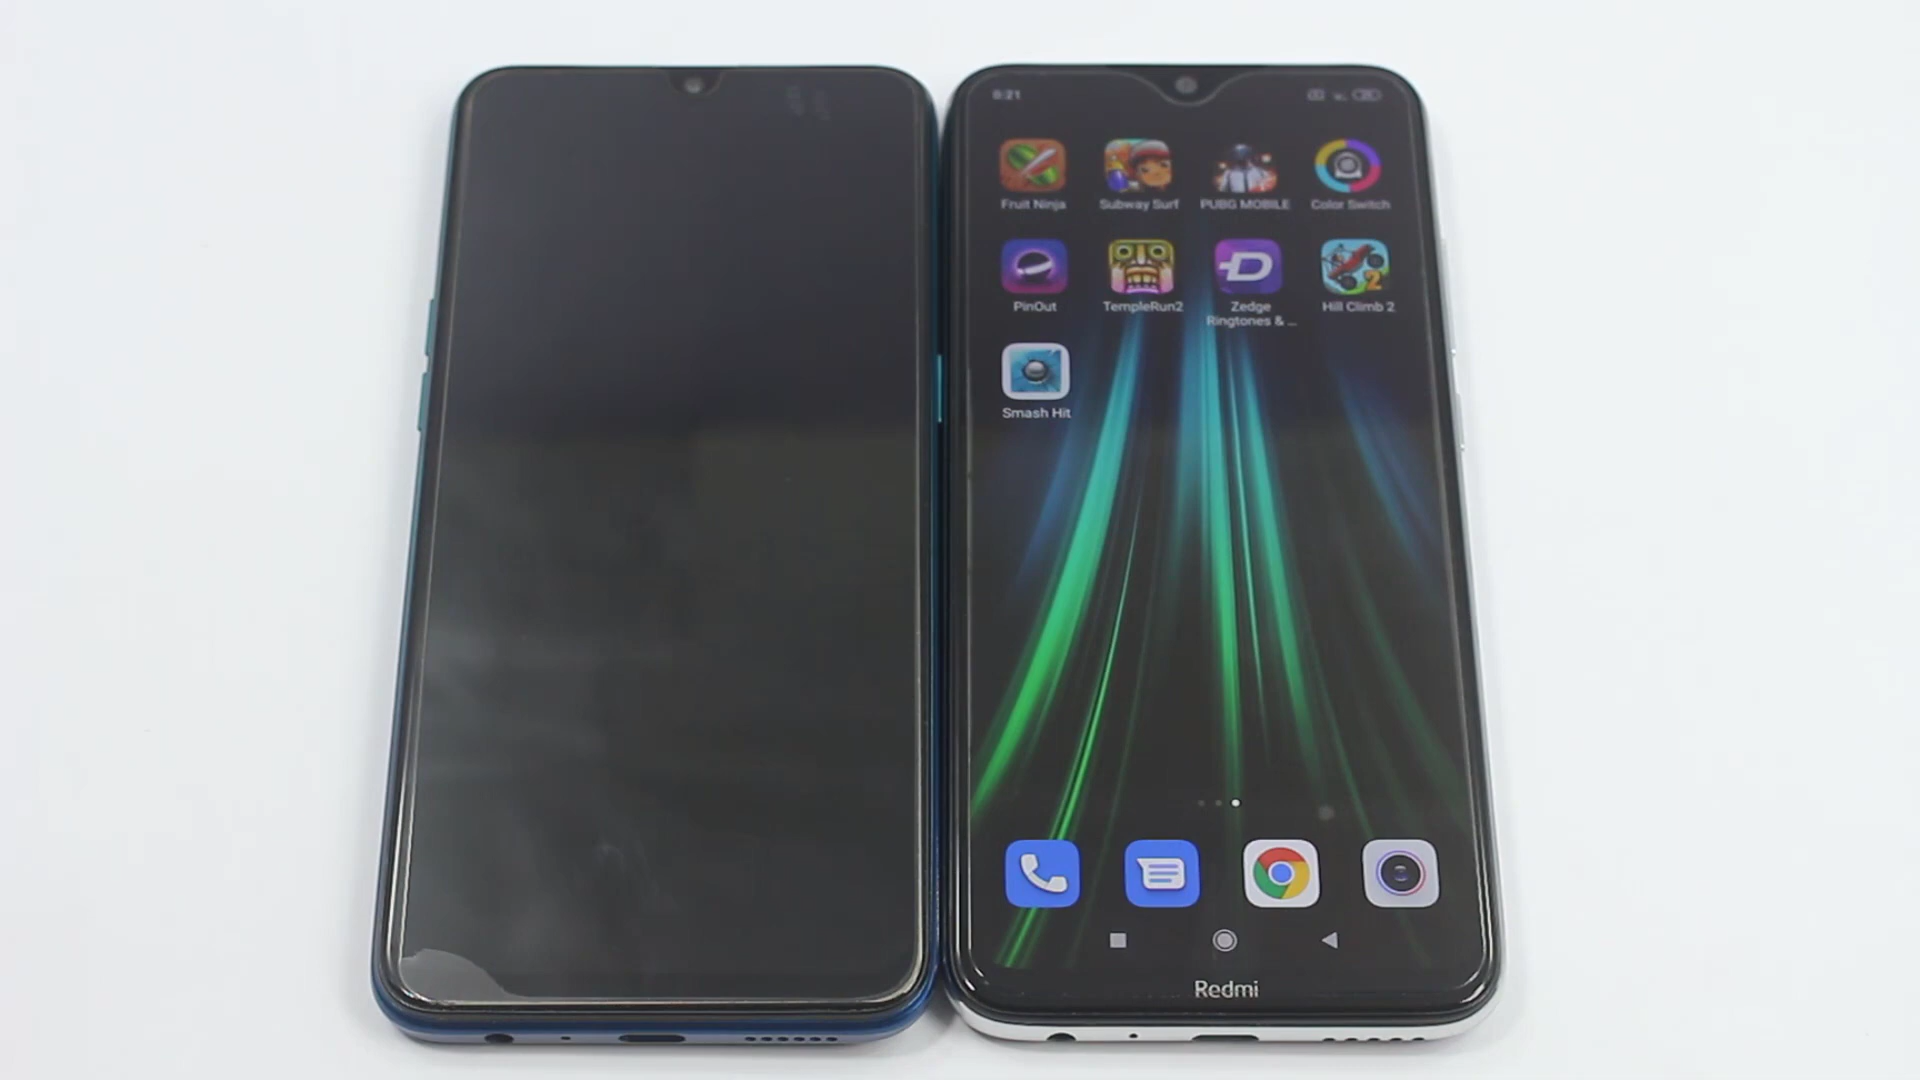 8:21
Fruit Ninja
Subway Surf
PUBG MOBILE
Color Switch
PinOut
TempleRun2
Zedge
Ringtones & ...
Hill Climb 2
Smash Hit
Redmi